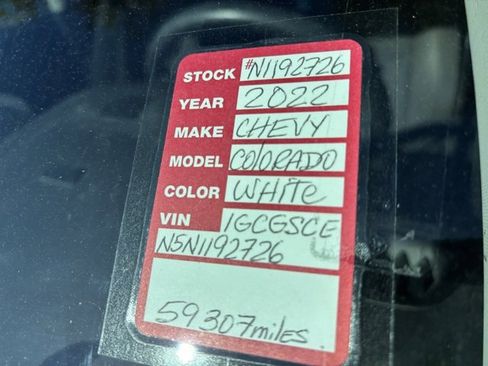 STOCK #N1192726
YEAR 2022
MAKE CHEVY
MODEL COLORADO
COLOR WHITE
VIN 1GCGSCE
N5N1192726
59307miles.